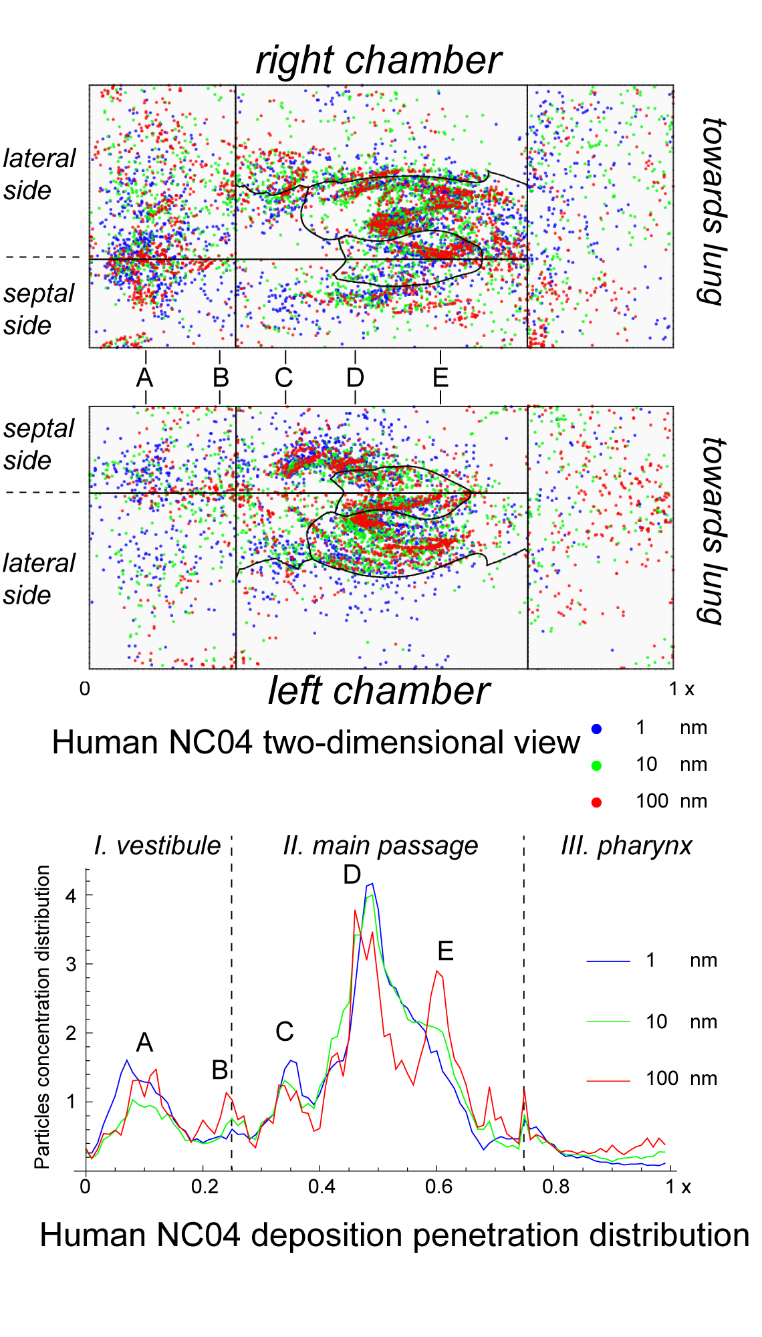 right chamber
lateral side
septal side
towards lung
A B C D E
septal side
lateral side
towards lung
0 1 x
left chamber
Human NC04 two-dimensional view
1 nm
10 nm
100 nm
I. vestibule II. main passage III. pharynx
Particles concentration distribution
4
3
2
1
A
B
C
D
E
1 nm
10 nm
100 nm
0 0.2 0.4 0.6 0.8 1 x
Human NC04 deposition penetration distribution